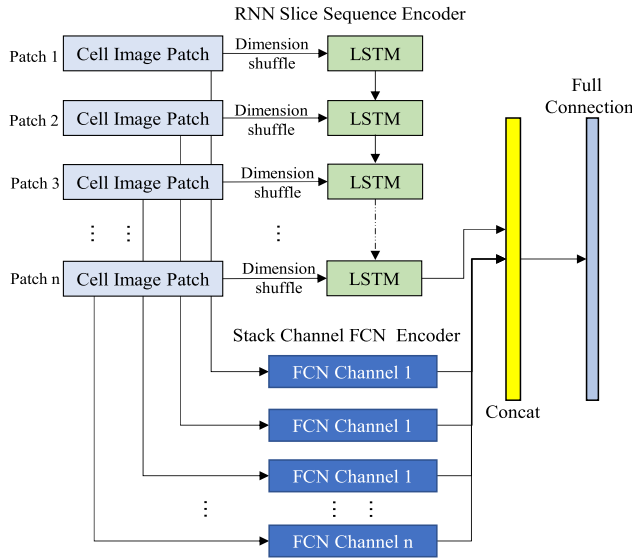 RNN Slice Sequence Encoder
Patch 1
Cell Image Patch
Dimension
shuffle
LSTM
Patch 2
Cell Image Patch
Dimension
shuffle
LSTM
Patch 3
Cell Image Patch
Dimension
shuffle
LSTM
Patch n
Cell Image Patch
Dimension
shuffle
LSTM
Full
Connection
Stack Channel FCN Encoder
FCN Channel 1
FCN Channel 1
FCN Channel 1
FCN Channel n
Concat